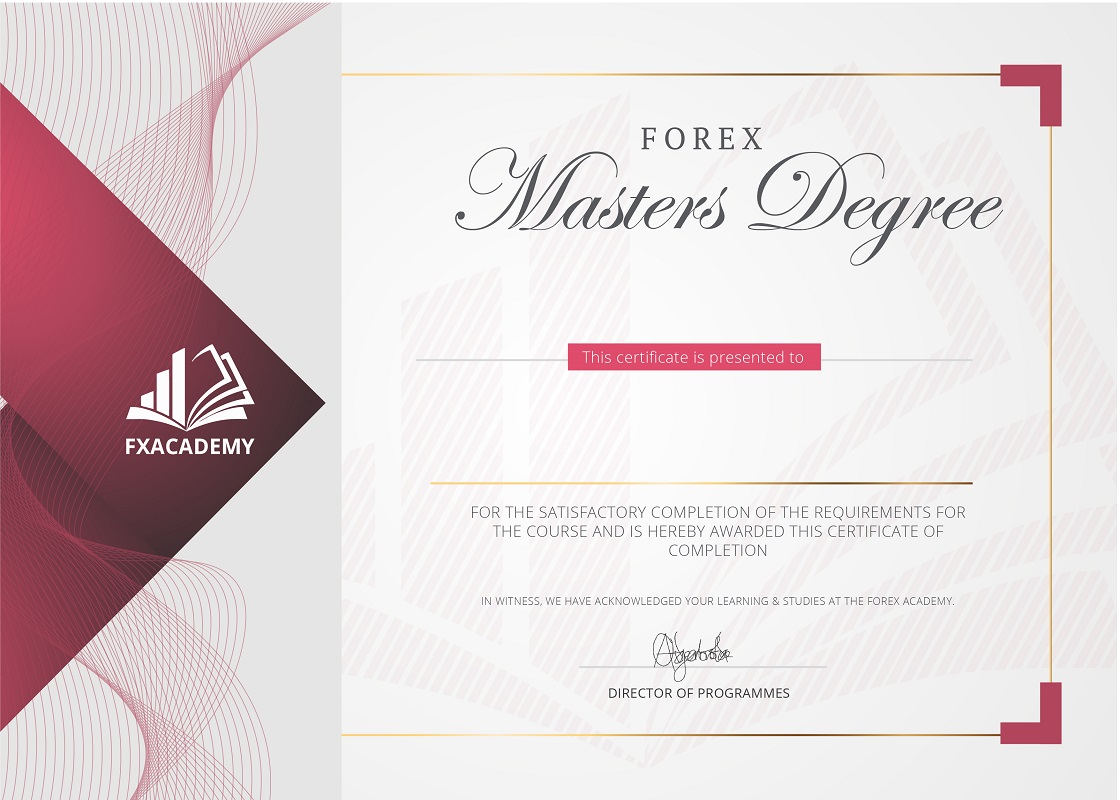 FOREX
Masters Degree
This certificate is presented to
FXACADEMY
FOR THE SATISFACTORY COMPLETION OF THE REQUIREMENTS FOR
THE COURSE AND IS HEREBY AWARDED THIS CERTIFICATE OF
COMPLETION
IN WITNESS, WE HAVE ACKNOWLEDGED YOUR LEARNING & STUDIES AT THE FOREX ACADEMY.
DIRECTOR OF PROGRAMMES